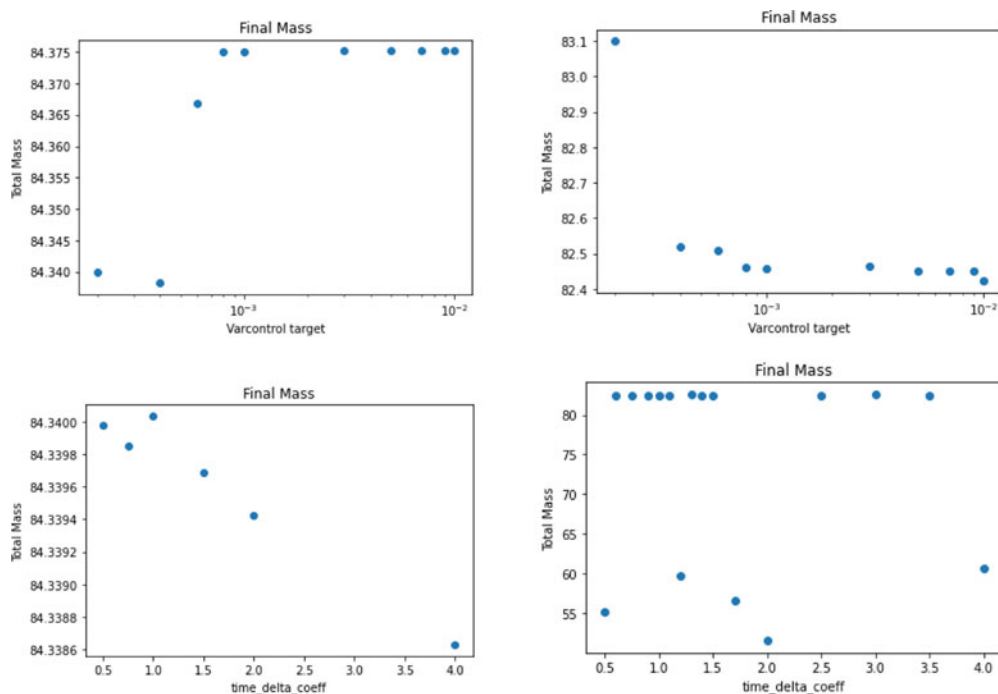 Final Mass
Total Mass
84.375
84.370
84.365
84.360
84.355
84.350
84.345
84.340
10⁻³
10⁻²
Varcontrol target
Final Mass
Total Mass
83.1
83.0
82.9
82.8
82.7
82.6
82.5
82.4
10⁻³
10⁻²
Varcontrol target
Final Mass
Total Mass
84.3400
84.3398
84.3396
84.3394
84.3392
84.3390
84.3388
84.3386
0.5 1.0 1.5 2.0 2.5 3.0 3.5 4.0
time_delta_coeff
Final Mass
Total Mass
80
75
70
65
60
55
0.5 1.0 1.5 2.0 2.5 3.0 3.5 4.0
time_delta_coeff